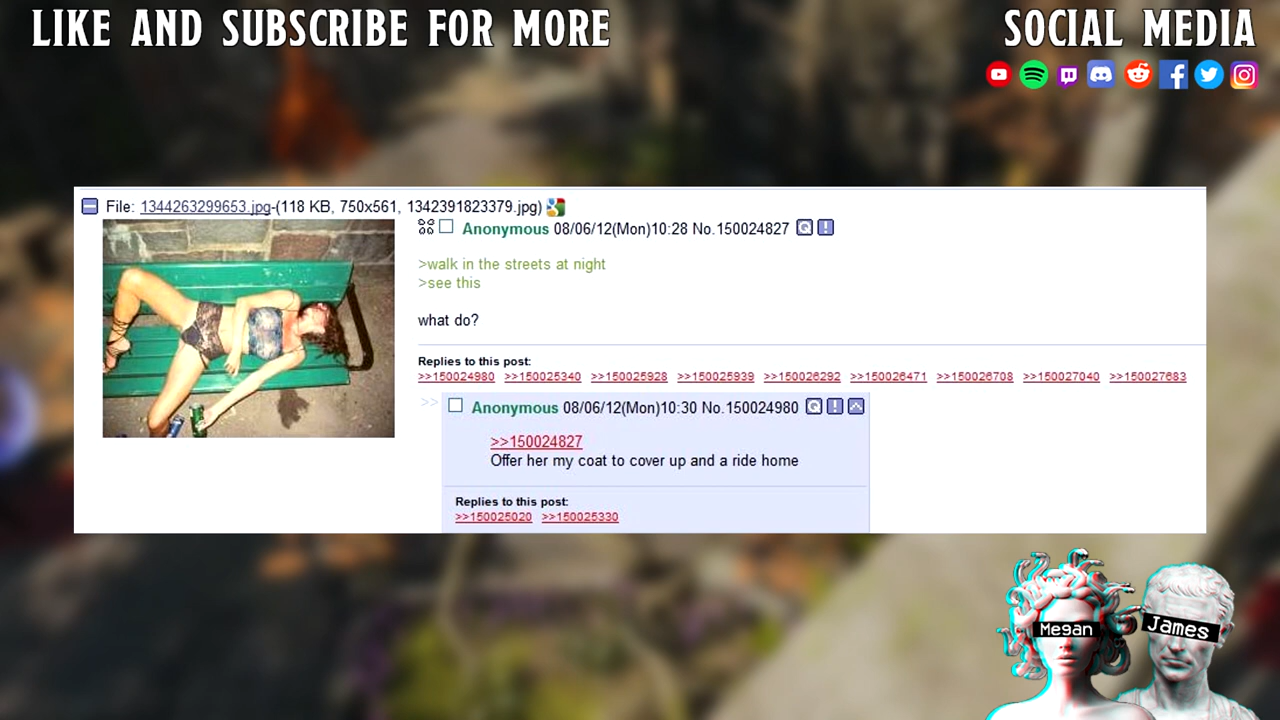 LIKE AND SUBSCRIBE FOR MORE
SOCIAL MEDIA
File: 1344263299653.jpg-(118 KB, 750x561, 1342391823379.jpg)
Anonymous 08/06/12(Mon)10:28 No.150024827
>walk in the streets at night
>see this
what do?
Replies to this post:
>>150024980 >>150025340 >>150025928 >>150025939 >>150026292 >>150026471 >>150026708 >>150027040 >>150027683
>> Anonymous 08/06/12(Mon)10:30 No.150024980
>>150024827
Offer her my coat to cover up and a ride home
Replies to this post:
>>150025020 >>150025330
Megan
James